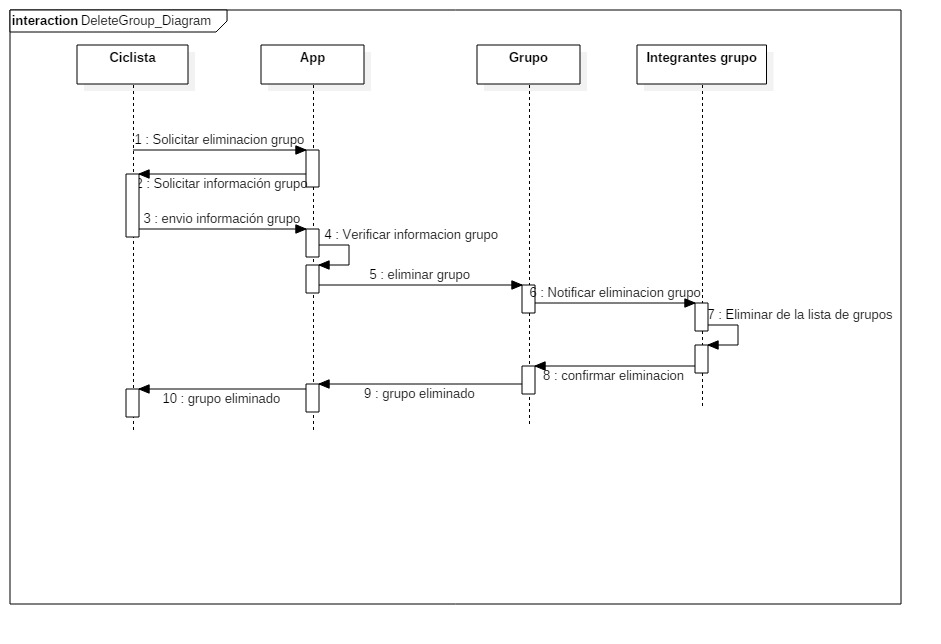 interaction DeleteGroup_Diagram
Ciclista
App
Grupo
Integrantes grupo
1 : Solicitar eliminacion grupo
2 : Solicitar información grupo
3 : envio información grupo
4 : Verificar informacion grupo
5 : eliminar grupo
6 : Notificar eliminacion grupo
7 : Eliminar de la lista de grupos
8 : confirmar eliminacion
9 : grupo eliminado
10 : grupo eliminado